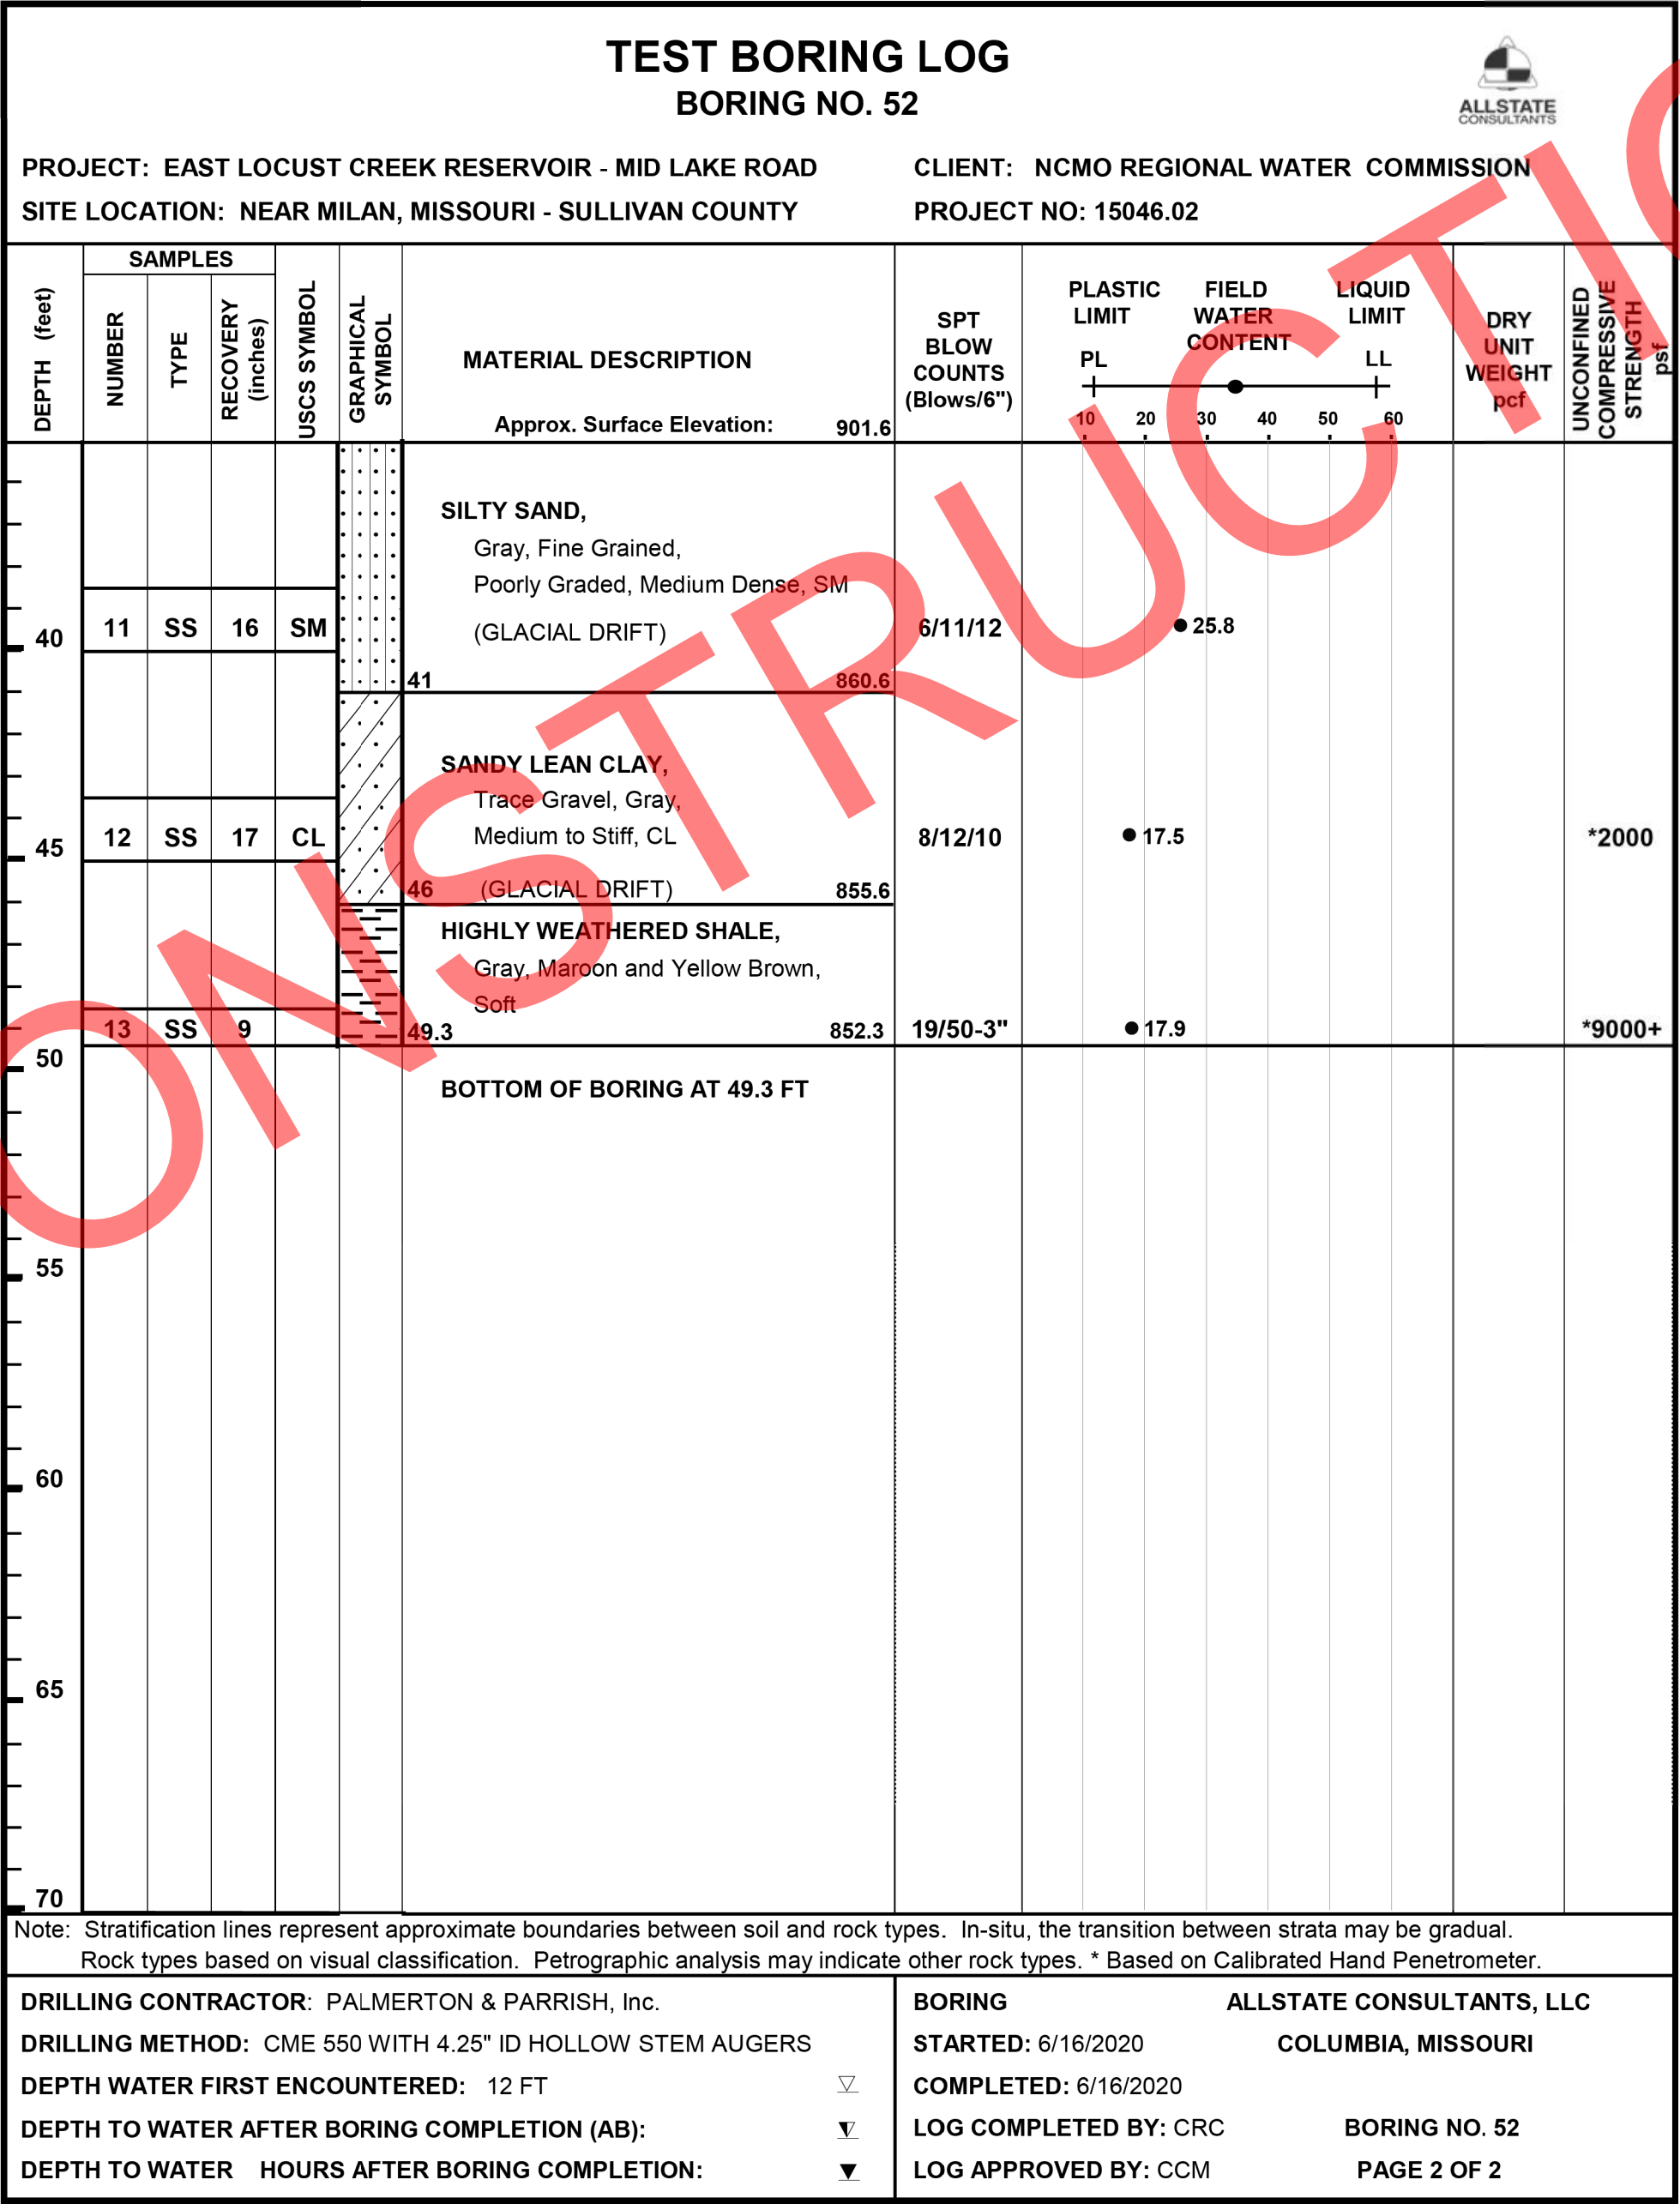 TEST BORING LOG
BORING NO. 52
ALLSTATE
CONSULTANTS
PROJECT: EAST LOCUST CREEK RESERVOIR - MID LAKE ROAD
CLIENT: NCMO REGIONAL WATER COMMISSION
SITE LOCATION: NEAR MILAN, MISSOURI - SULLIVAN COUNTY
PROJECT NO: 15046.02
DEPTH (feet)
SAMPLES
NUMBER
TYPE
RECOVERY
(inches)
USCS SYMBOL
GRAPHICAL
SYMBOL
MATERIAL DESCRIPTION
Approx. Surface Elevation: 901.6
SPT
BLOW
COUNTS
(Blows/6")
PLASTIC
LIMIT
FIELD
WATER
CONTENT
LIQUID
LIMIT
PL
LL
10 20 30 40 50 60
DRY
UNIT
WEIGHT
pcf
UNCONFINED
COMPRESSIVE
STRENGTH
psf
SILTY SAND,
Gray, Fine Grained,
Poorly Graded, Medium Dense, SM
(GLACIAL DRIFT)
40
11 SS 16 SM
6/11/12
25.8
41 860.6
SANDY LEAN CLAY,
Trace Gravel, Gray,
Medium to Stiff, CL
45
12 SS 17 CL
8/12/10
17.5
*2000
46 (GLACIAL DRIFT) 855.6
HIGHLY WEATHERED SHALE,
Gray, Maroon and Yellow Brown,
Soft
13 SS 9
49.3 852.3
19/50-3"
17.9
*9000+
50
BOTTOM OF BORING AT 49.3 FT
55
60
65
70
ONSTRUCTIO
Note: Stratification lines represent approximate boundaries between soil and rock types. In-situ, the transition between strata may be gradual.
Rock types based on visual classification. Petrographic analysis may indicate other rock types. * Based on Calibrated Hand Penetrometer.
DRILLING CONTRACTOR: PALMERTON & PARRISH, Inc.
DRILLING METHOD: CME 550 WITH 4.25" ID HOLLOW STEM AUGERS
DEPTH WATER FIRST ENCOUNTERED: 12 FT
DEPTH TO WATER AFTER BORING COMPLETION (AB):
DEPTH TO WATER HOURS AFTER BORING COMPLETION:
BORING
ALLSTATE CONSULTANTS, LLC
STARTED: 6/16/2020
COLUMBIA, MISSOURI
COMPLETED: 6/16/2020
LOG COMPLETED BY: CRC
BORING NO. 52
LOG APPROVED BY: CCM
PAGE 2 OF 2